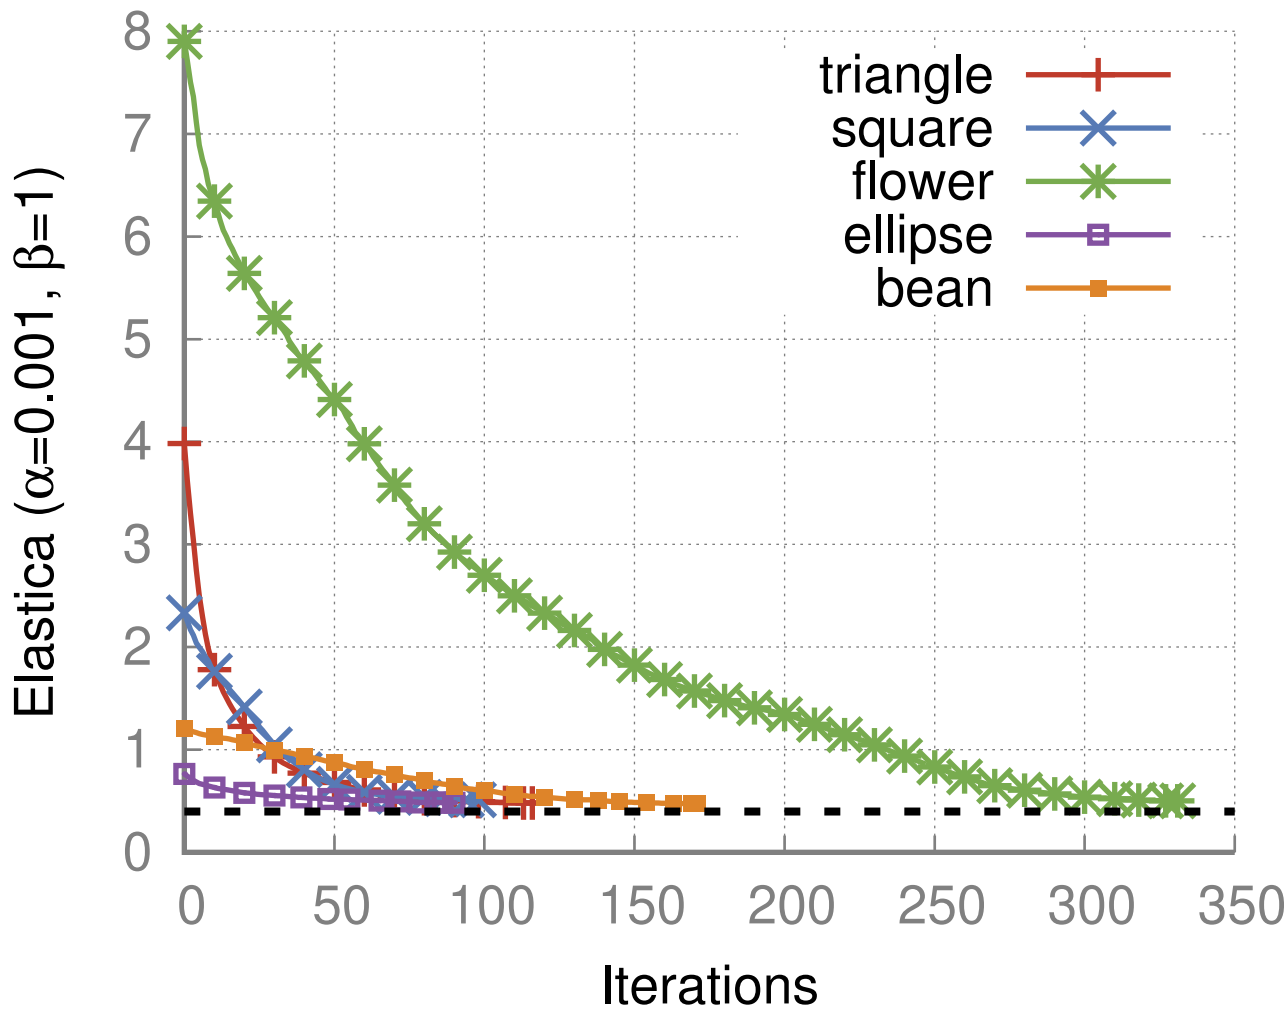 8
7
6
5
4
3
2
1
0
Elastica (α=0.001, β=1)
triangle
square
flower
ellipse
bean
0 50 100 150 200 250 300 350
Iterations